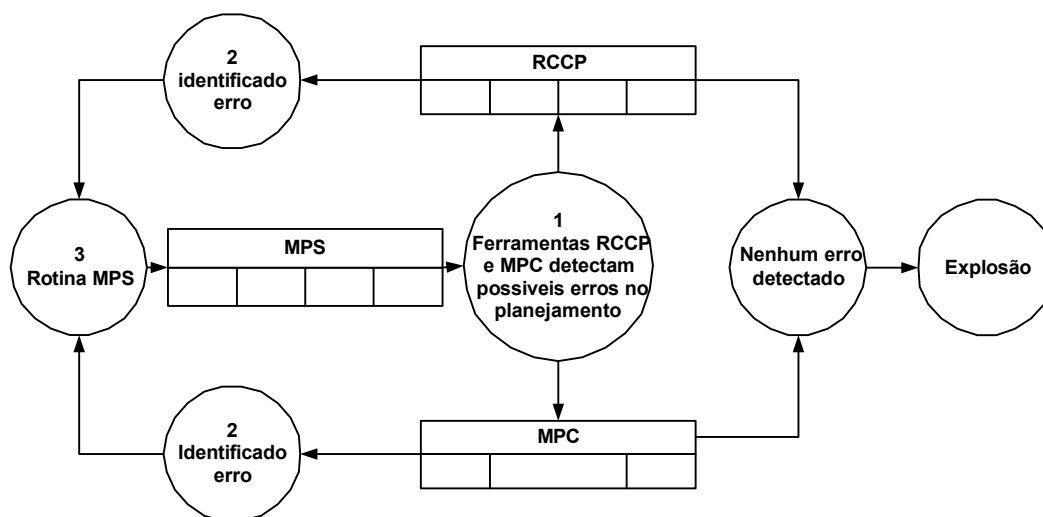 2
identificado
erro
RCCP
3
Rotina MPS
MPS
1
Ferramentas RCCP
e MPC detectam
possiveis erros no
planejamento
Nenhum erro
detectado
Explosão
2
Identificado
erro
MPC